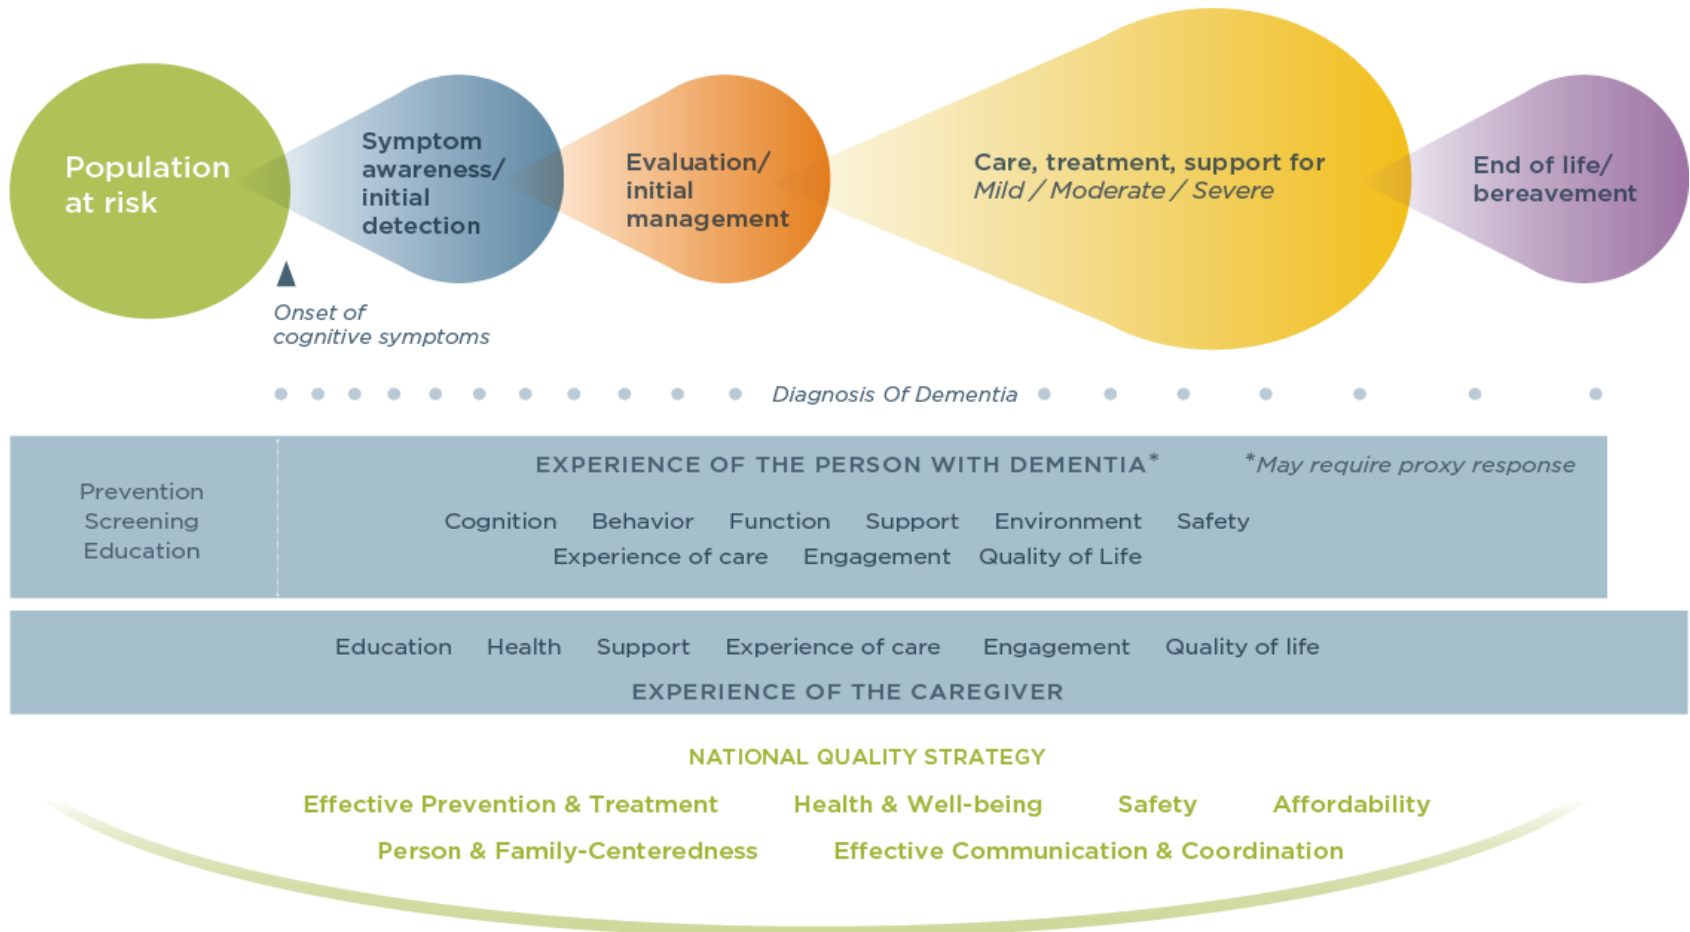 Population
at risk
Symptom
awareness/
initial
detection
Evaluation/
initial
management
Care, treatment, support for
Mild / Moderate / Severe
End of life/
bereavement
Onset of
cognitive symptoms
Diagnosis Of Dementia
Prevention
Screening
Education
EXPERIENCE OF THE PERSON WITH DEMENTIA*
*May require proxy response
Cognition Behavior Function Support Environment Safety
Experience of care Engagement Quality of Life
Education Health Support Experience of care Engagement Quality of life
EXPERIENCE OF THE CAREGIVER
NATIONAL QUALITY STRATEGY
Effective Prevention & Treatment Health & Well-being Safety Affordability
Person & Family-Centeredness Effective Communication & Coordination